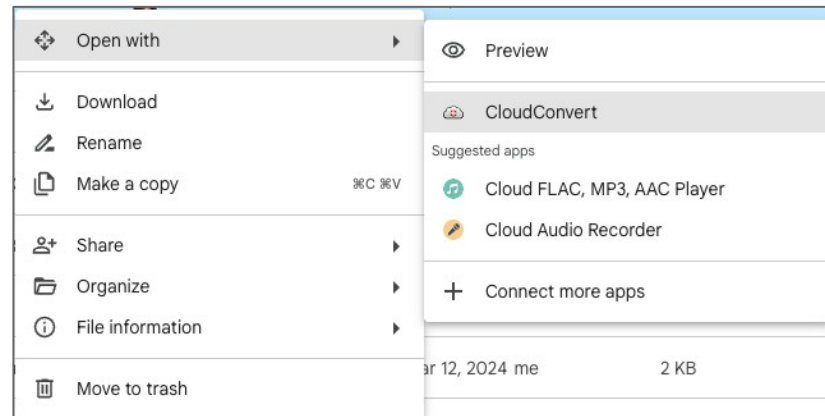 Open with
Download
Rename
Make a copy ⌘C ⌘V
Share
Organize
File information
Move to trash
Preview
CloudConvert
Suggested apps
Cloud FLAC, MP3, AAC Player
Cloud Audio Recorder
Connect more apps
12, 2024 me 2 KB